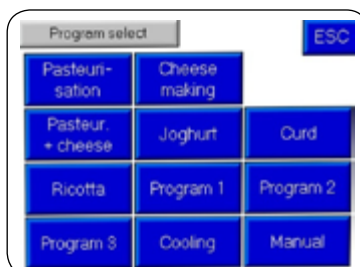 Program select
ESC
Pasteuri-
sation
Cheese
making
Pasteur.
+ cheese
Joghurt
Curd
Ricotta
Program 1
Program 2
Program 3
Cooling
Manual